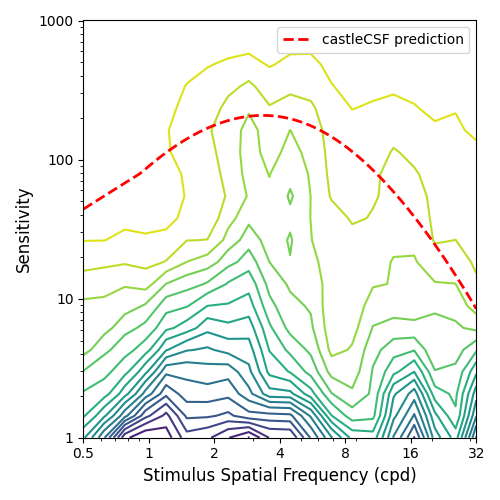 1000
castleCSF prediction
100
Sensitivity
10
1
0.5 1 2 4 8 16 32
Stimulus Spatial Frequency (cpd)